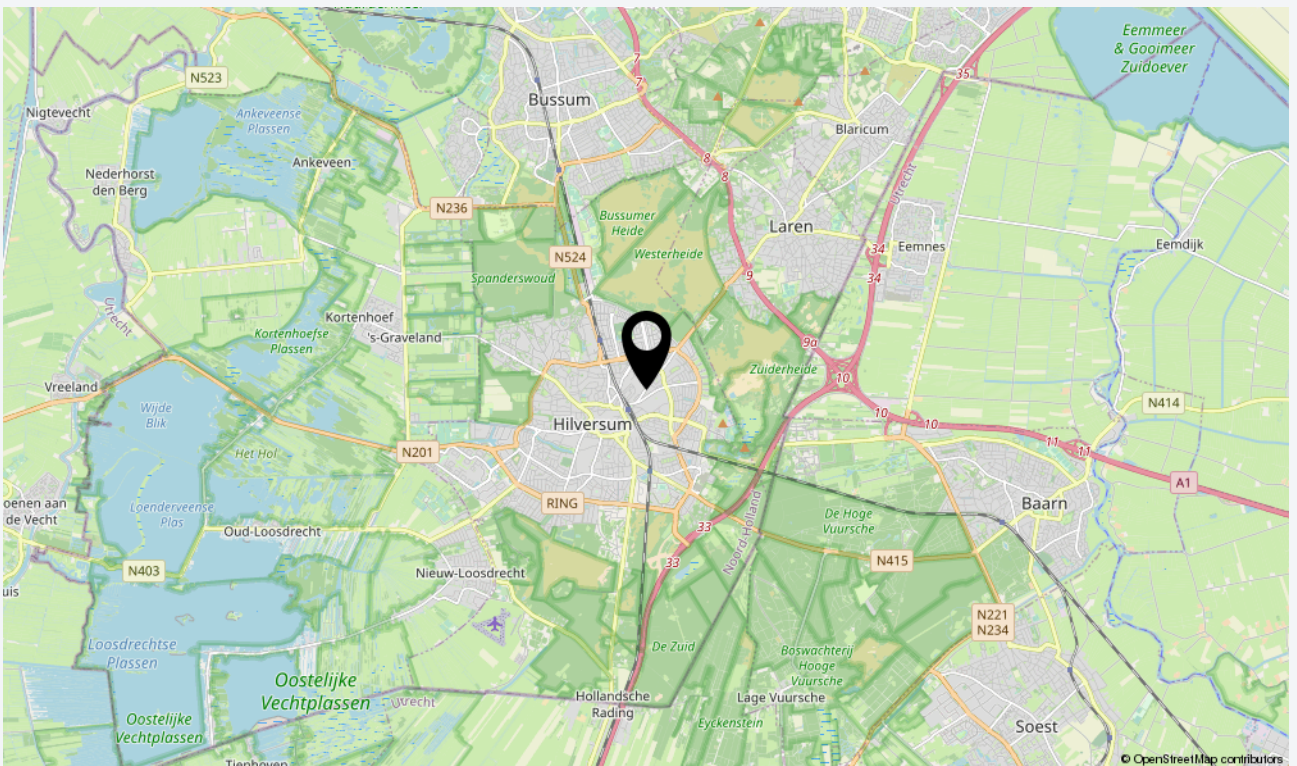 Eemmeer
& Gooimeer
Zuidoever
7
7
35
N523
Bussum
Nigtevecht
Ankeveense
Plassen
Blaricum
Ankeveen
8
8
Nederhorst
den Berg
Utrecht
N236
Bussumer
Heide
Laren
Eemnes
Eemdijk
34
34
N524
Westerheide
Spanderswoud
9
Utrecht
Kortenhoef
's-Graveland
Kortenhoefse
Plassen
9a
Zuiderheide
10
Vreeland
N414
Wijde
Blik
10
10
Hilversum
11
11
N201
Het Hol
A1
oenen aan
de Vecht
Loenderveense
Plas
RING
Baarn
De Hoge
Vuursche
33
Oud-Loosdrecht
Noord-Holland
N415
33
N403
Nieuw-Loosdrecht
uis
N221
N234
Loosdrechtse
Plassen
De Zuid
Boswachterij
Hooge
Vuursche
Oostelijke
Vechtplassen
Utrecht
Hollandsche
Rading
Lage Vuursche
Eyckenstein
Soest
Oostelijke
Vechtplassen
Tienhoven
© OpenStreetMap contributors